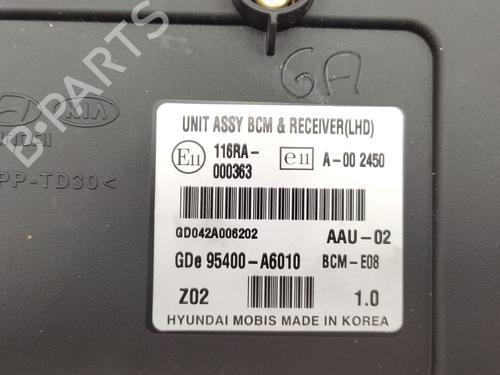 GA
KIA
PP-TD30<
UNIT ASSY BCM & RECEIVER(LHD)
E11 116RA-000363
e11 A-00 2450
GD042A006202 AAU-02
GDe 95400-A6010 BCM-E08
Z02 1.0
HYUNDAI MOBIS MADE IN KOREA
B-Parts